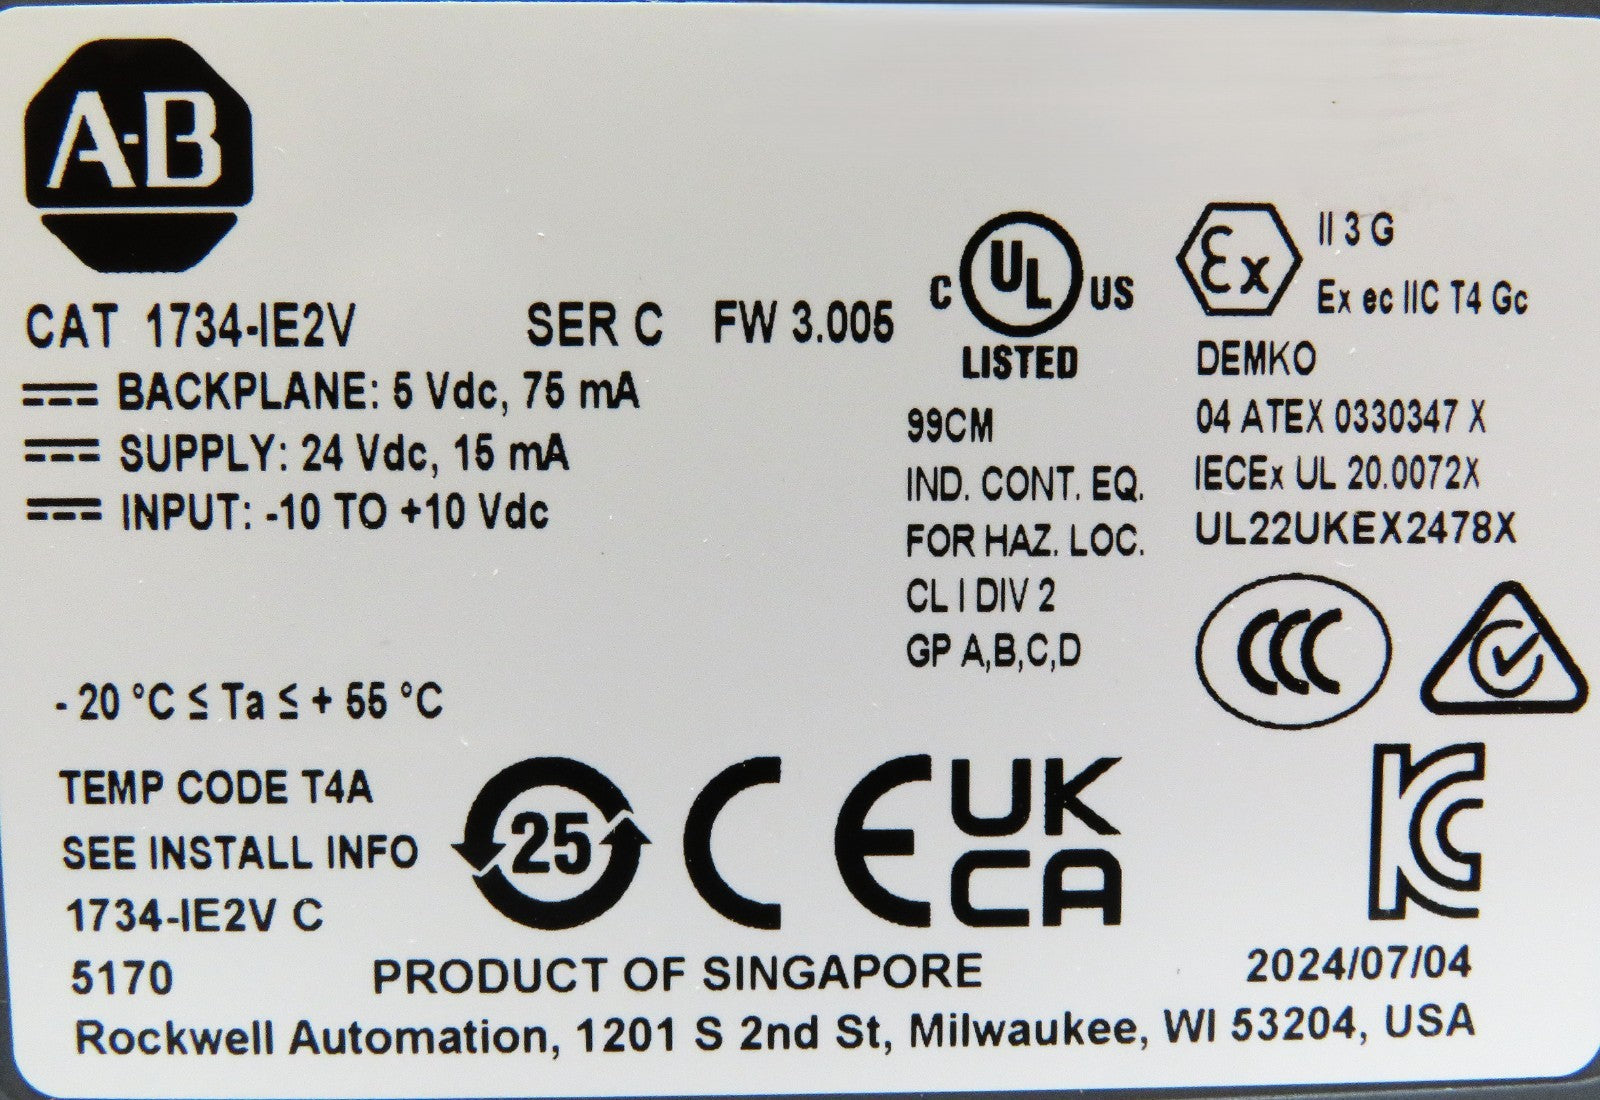 A-B
CAT 1734-IE2V SER C FW 3.005
BACKPLANE: 5 Vdc, 75 mA
SUPPLY: 24 Vdc, 15 mA
INPUT: -10 TO +10 Vdc
-20 °C ≤ Ta ≤ + 55 °C
TEMP CODE T4A
SEE INSTALL INFO
1734-IE2V C
5170
C UL US
LISTED
99CM
IND. CONT. EQ.
FOR HAZ. LOC.
CL I DIV 2
GP A,B,C,D
Ex II 3 G
Ex ec IIC T4 Gc
DEMKO
04 ATEX 0330347 X
IECEx UL 20.0072X
UL22UKEX2478X
CCC
25
CE
UK
CA
KC
PRODUCT OF SINGAPORE
2024/07/04
Rockwell Automation, 1201 S 2nd St, Milwaukee, WI 53204, USA